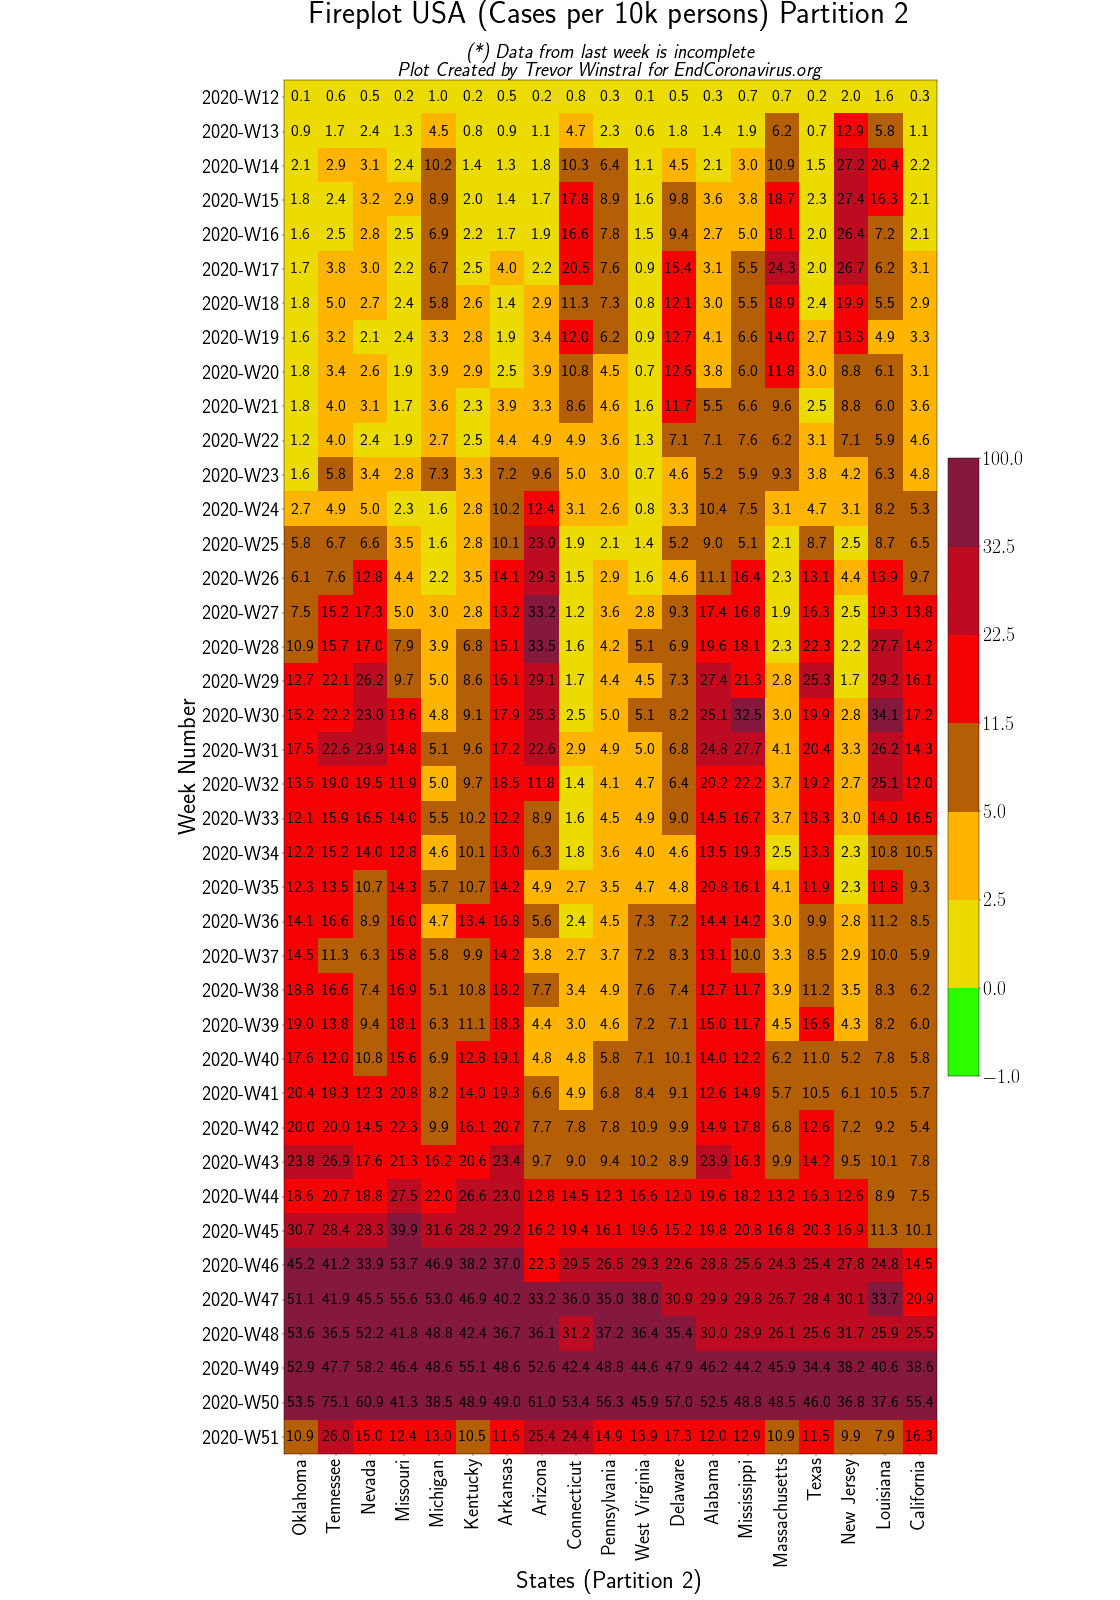 Fireplot USA (Cases per 10k persons) Partition 2
(*) Data from last week is incomplete
Plot Created by Trevor Winstral for EndCoronavirus.org
2020-W12 0.1 0.6 0.5 0.2 1.0 0.2 0.5 0.2 0.8 0.3 0.1 0.5 0.3 0.7 0.7 0.2 2.0 1.6 0.3
2020-W13 0.9 1.7 2.4 1.3 4.5 0.8 0.9 1.1 4.7 2.3 0.6 1.8 1.4 1.9 6.2 0.7 12.9 5.8 1.1
2020-W14 2.1 2.9 3.1 2.4 10.2 1.4 1.3 1.8 10.3 6.4 1.1 4.5 2.1 3.0 10.9 1.5 27.2 20.4 2.2
2020-W15 1.8 2.4 3.2 2.9 8.9 2.0 1.4 1.7 17.8 8.9 1.6 9.8 3.6 3.8 18.7 2.3 27.4 16.3 2.1
2020-W16 1.6 2.5 2.8 2.5 6.9 2.2 1.7 1.9 16.6 7.8 1.5 9.4 2.7 5.0 18.1 2.0 26.4 7.2 2.1
2020-W17 1.7 3.8 3.0 2.2 6.7 2.5 4.0 2.2 20.5 7.6 0.9 15.4 3.1 5.5 24.3 2.0 26.7 6.2 3.1
2020-W18 1.8 5.0 2.7 2.4 5.8 2.6 1.4 2.9 11.3 7.3 0.8 12.1 3.0 5.5 18.9 2.4 19.9 5.5 2.9
2020-W19 1.6 3.2 2.1 2.4 3.3 2.8 1.9 3.4 12.0 6.2 0.9 12.7 4.1 6.6 14.0 2.7 13.3 4.9 3.3
2020-W20 1.8 3.4 2.6 1.9 3.9 2.9 2.5 3.9 10.8 4.5 0.7 12.6 3.8 6.0 11.8 3.0 8.8 6.1 3.1
2020-W21 1.8 4.0 3.1 1.7 3.6 2.3 3.9 3.3 8.6 4.6 1.6 11.7 5.5 6.6 9.6 2.5 8.8 6.0 3.6
2020-W22 1.2 4.0 2.4 1.9 2.7 2.5 4.4 4.9 4.9 3.6 1.3 7.1 7.1 7.6 6.2 3.1 7.1 5.9 4.6
2020-W23 1.6 5.8 3.4 2.8 7.3 3.3 7.2 9.6 5.0 3.0 0.7 4.6 5.2 5.9 9.3 3.8 4.2 6.3 4.8
2020-W24 2.7 4.9 5.0 2.3 1.6 2.8 10.2 12.4 3.1 2.6 0.8 3.3 10.4 7.5 3.1 4.7 3.1 8.2 5.3
2020-W25 5.8 6.7 6.6 3.5 1.6 2.8 10.1 23.0 1.9 2.1 1.4 5.2 9.0 5.1 2.1 8.7 2.5 8.7 6.5
2020-W26 6.1 7.6 12.8 4.4 2.2 3.5 14.1 29.3 1.5 2.9 1.6 4.6 11.1 16.4 2.3 13.1 4.4 13.9 9.7
2020-W27 7.5 15.2 17.3 5.0 3.0 2.8 13.2 33.2 1.2 3.6 2.8 9.3 17.4 16.8 1.9 16.3 2.5 19.3 13.8
2020-W28 10.9 15.7 17.0 7.9 3.9 6.8 15.1 33.5 1.6 4.2 5.1 6.9 19.6 18.1 2.3 22.3 2.2 27.7 14.2
2020-W29 12.7 22.1 26.2 9.7 5.0 8.6 16.1 29.1 1.7 4.4 4.5 7.3 27.4 21.3 2.8 25.3 1.7 29.2 16.1
2020-W30 15.2 22.2 23.0 13.6 4.8 9.1 17.9 25.3 2.5 5.0 5.1 8.2 25.1 32.5 3.0 19.9 2.8 34.1 17.2
2020-W31 17.5 22.6 23.9 14.8 5.1 9.6 17.2 22.6 2.9 4.9 5.0 6.8 24.8 27.7 4.1 20.4 3.3 26.2 14.3
2020-W32 13.5 19.0 19.5 11.9 5.0 9.7 18.5 11.8 1.4 4.1 4.7 6.4 20.2 22.2 3.7 19.2 2.7 25.1 12.0
2020-W33 12.1 15.9 16.5 14.0 5.5 10.2 12.2 8.9 1.6 4.5 4.9 9.0 14.5 16.7 3.7 18.3 3.0 14.0 16.5
2020-W34 12.2 15.2 14.0 12.8 4.6 10.1 13.0 6.3 1.8 3.6 4.0 4.6 13.5 19.3 2.5 13.3 2.3 10.8 10.5
2020-W35 12.3 13.5 10.7 14.3 5.7 10.7 14.2 4.9 2.7 3.5 4.7 4.8 20.8 16.1 4.1 11.9 2.3 11.8 9.3
2020-W36 14.1 16.6 8.9 16.0 4.7 13.4 16.8 5.6 2.4 4.5 7.3 7.2 14.4 14.2 3.0 9.9 2.8 11.2 8.5
2020-W37 14.5 11.3 6.3 15.8 5.8 9.9 14.2 3.8 2.7 3.7 7.2 8.3 13.1 10.0 3.3 8.5 2.9 10.0 5.9
2020-W38 18.8 16.6 7.4 16.9 5.1 10.8 18.2 7.7 3.4 4.9 7.6 7.4 12.7 11.7 3.9 11.2 3.5 8.3 6.2
2020-W39 19.0 13.8 9.4 18.1 6.3 11.1 18.3 4.4 3.0 4.6 7.2 7.1 15.0 11.7 4.5 16.6 4.3 8.2 6.0
2020-W40 17.6 12.0 10.8 15.6 6.9 12.8 19.1 4.8 4.8 5.8 7.1 10.1 14.0 12.2 6.2 11.0 5.2 7.8 5.8
2020-W41 20.4 19.3 12.3 20.8 8.2 14.0 19.3 6.6 4.9 6.8 8.4 9.1 12.6 14.9 5.7 10.5 6.1 10.5 5.7
2020-W42 20.0 20.0 14.5 22.3 9.9 16.1 20.7 7.7 7.8 7.8 10.9 9.9 14.9 17.8 6.8 12.6 7.2 9.2 5.4
2020-W43 23.8 26.9 17.6 21.3 16.2 20.6 23.4 9.7 9.0 9.4 10.2 8.9 23.9 16.3 9.9 14.2 9.5 10.1 7.8
2020-W44 18.6 20.7 18.8 27.5 22.0 26.6 23.0 12.8 14.5 12.3 16.6 12.0 19.6 18.2 13.2 16.3 12.6 8.9 7.5
2020-W45 30.7 28.4 28.3 39.9 31.6 28.2 29.2 16.2 19.4 16.1 19.6 15.2 19.8 20.8 16.8 20.3 16.9 11.3 10.1
2020-W46 45.2 41.2 33.9 53.7 46.9 38.2 37.0 22.3 29.5 26.5 29.3 22.6 28.8 25.6 24.3 25.4 27.8 24.8 14.5
2020-W47 51.1 41.9 45.5 55.6 53.0 46.9 40.2 33.2 36.0 35.0 38.0 30.9 29.9 29.8 26.7 28.4 30.1 33.7 20.9
2020-W48 53.6 36.5 52.2 41.8 48.8 42.4 36.7 36.1 31.2 37.2 36.4 35.4 30.0 28.9 26.1 25.6 31.7 25.9 25.5
2020-W49 52.9 47.7 58.2 46.4 48.6 55.1 48.6 52.6 42.4 48.8 44.6 47.9 46.2 44.2 45.9 34.4 38.2 40.6 38.6
2020-W50 53.5 75.1 60.9 41.3 38.5 48.9 49.0 61.0 53.4 56.3 45.9 57.0 52.5 48.8 48.5 46.0 36.8 37.6 55.4
2020-W51 10.9 26.0 15.0 12.4 13.0 10.5 11.6 25.4 24.4 14.9 13.9 17.3 12.0 12.9 10.9 11.5 9.9 7.9 16.3
Week Number
Oklahoma
Tennessee
Nevada
Missouri
Michigan
Kentucky
Arkansas
Arizona
Connecticut
Pennsylvania
West Virginia
Delaware
Alabama
Mississippi
Massachusetts
Texas
New Jersey
Louisiana
California
States (Partition 2)
100.0
32.5
22.5
11.5
5.0
2.5
0.0
−1.0